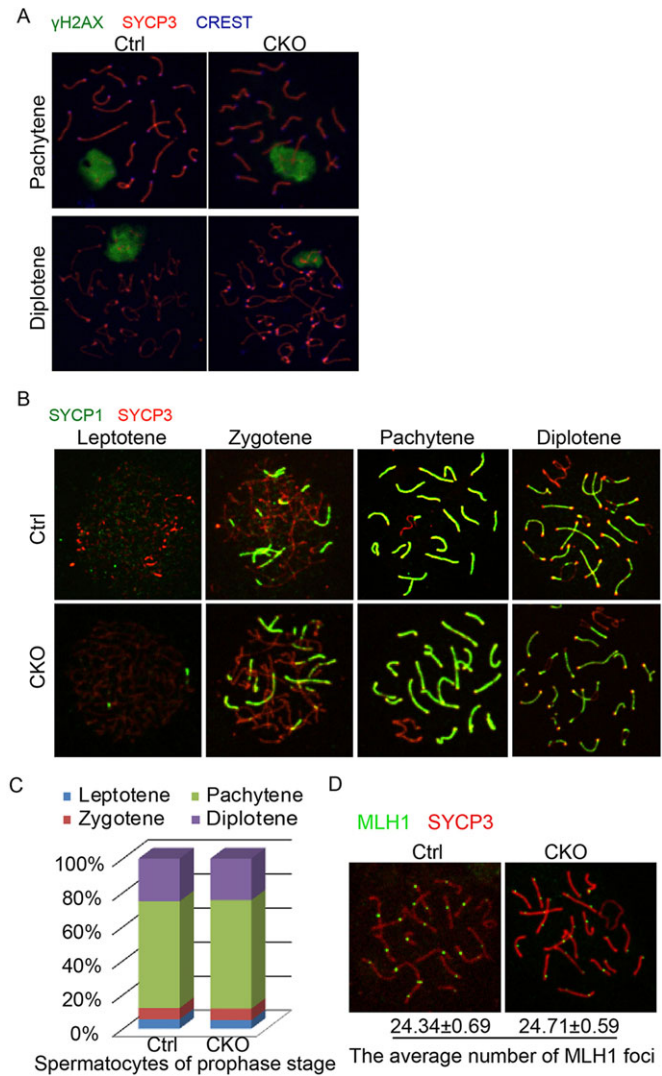 A
γH2AX SYCP3 CREST
Ctrl CKO
Pachytene
Diplotene
B
SYCP1 SYCP3
Leptotene Zygotene Pachytene Diplotene
Ctrl
CKO
C
Leptotene Pachytene
Zygotene Diplotene
100%
80%
60%
40%
20%
0%
Ctrl CKO
Spermatocytes of prophase stage
D
MLH1 SYCP3
Ctrl CKO
24.34±0.69 24.71±0.59
The average number of MLH1 foci